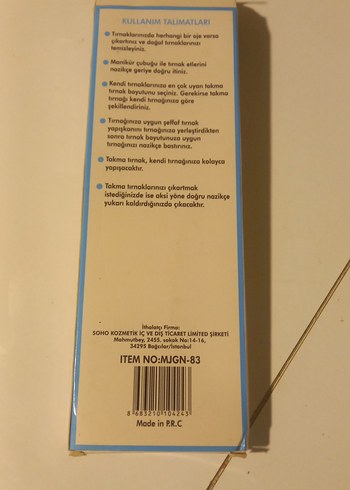 KULLANIM TALİMATLARI
Tırnaklarınızda herhangi bir oje varsa
çıkartınız ve doğal tırnaklarınızı
temizleyiniz.
Manikür çubuğu ile tırnak etlerini
nazikçe geriye doğru itiniz.
Kendi tırnaklarınıza en çok uyan takma
tırnak boyutunu seçiniz. Gerekirse takma
tırnağı kendi tırnağınıza göre
şekillendiriniz.
Tırnağınıza uygun şeffaf tırnak
yapışkanını tırnağınıza yerleştirdikten
sonra tırnak boyutunuza uygun
tırnağınızı nazikçe bastırınız.
Takma tırnak, kendi tırnağınıza kolayca
yapışacaktır.
Takma tırnaklarınızı çıkartmak
istediğinizde ise aksi yöne doğru nazikçe
yukarı kaldırdığınızda çıkacaktır.
İthalatçı Firma:
SOHO KOZMETİK İÇ VE DIŞ TİCARET LİMİTED ŞİRKETİ
Mahmutbey, 2455. sokak No:14-16,
34295 Bağcılar/İstanbul
ITEM NO:MJGN-83
8 683210 104243
Made in P.R.C